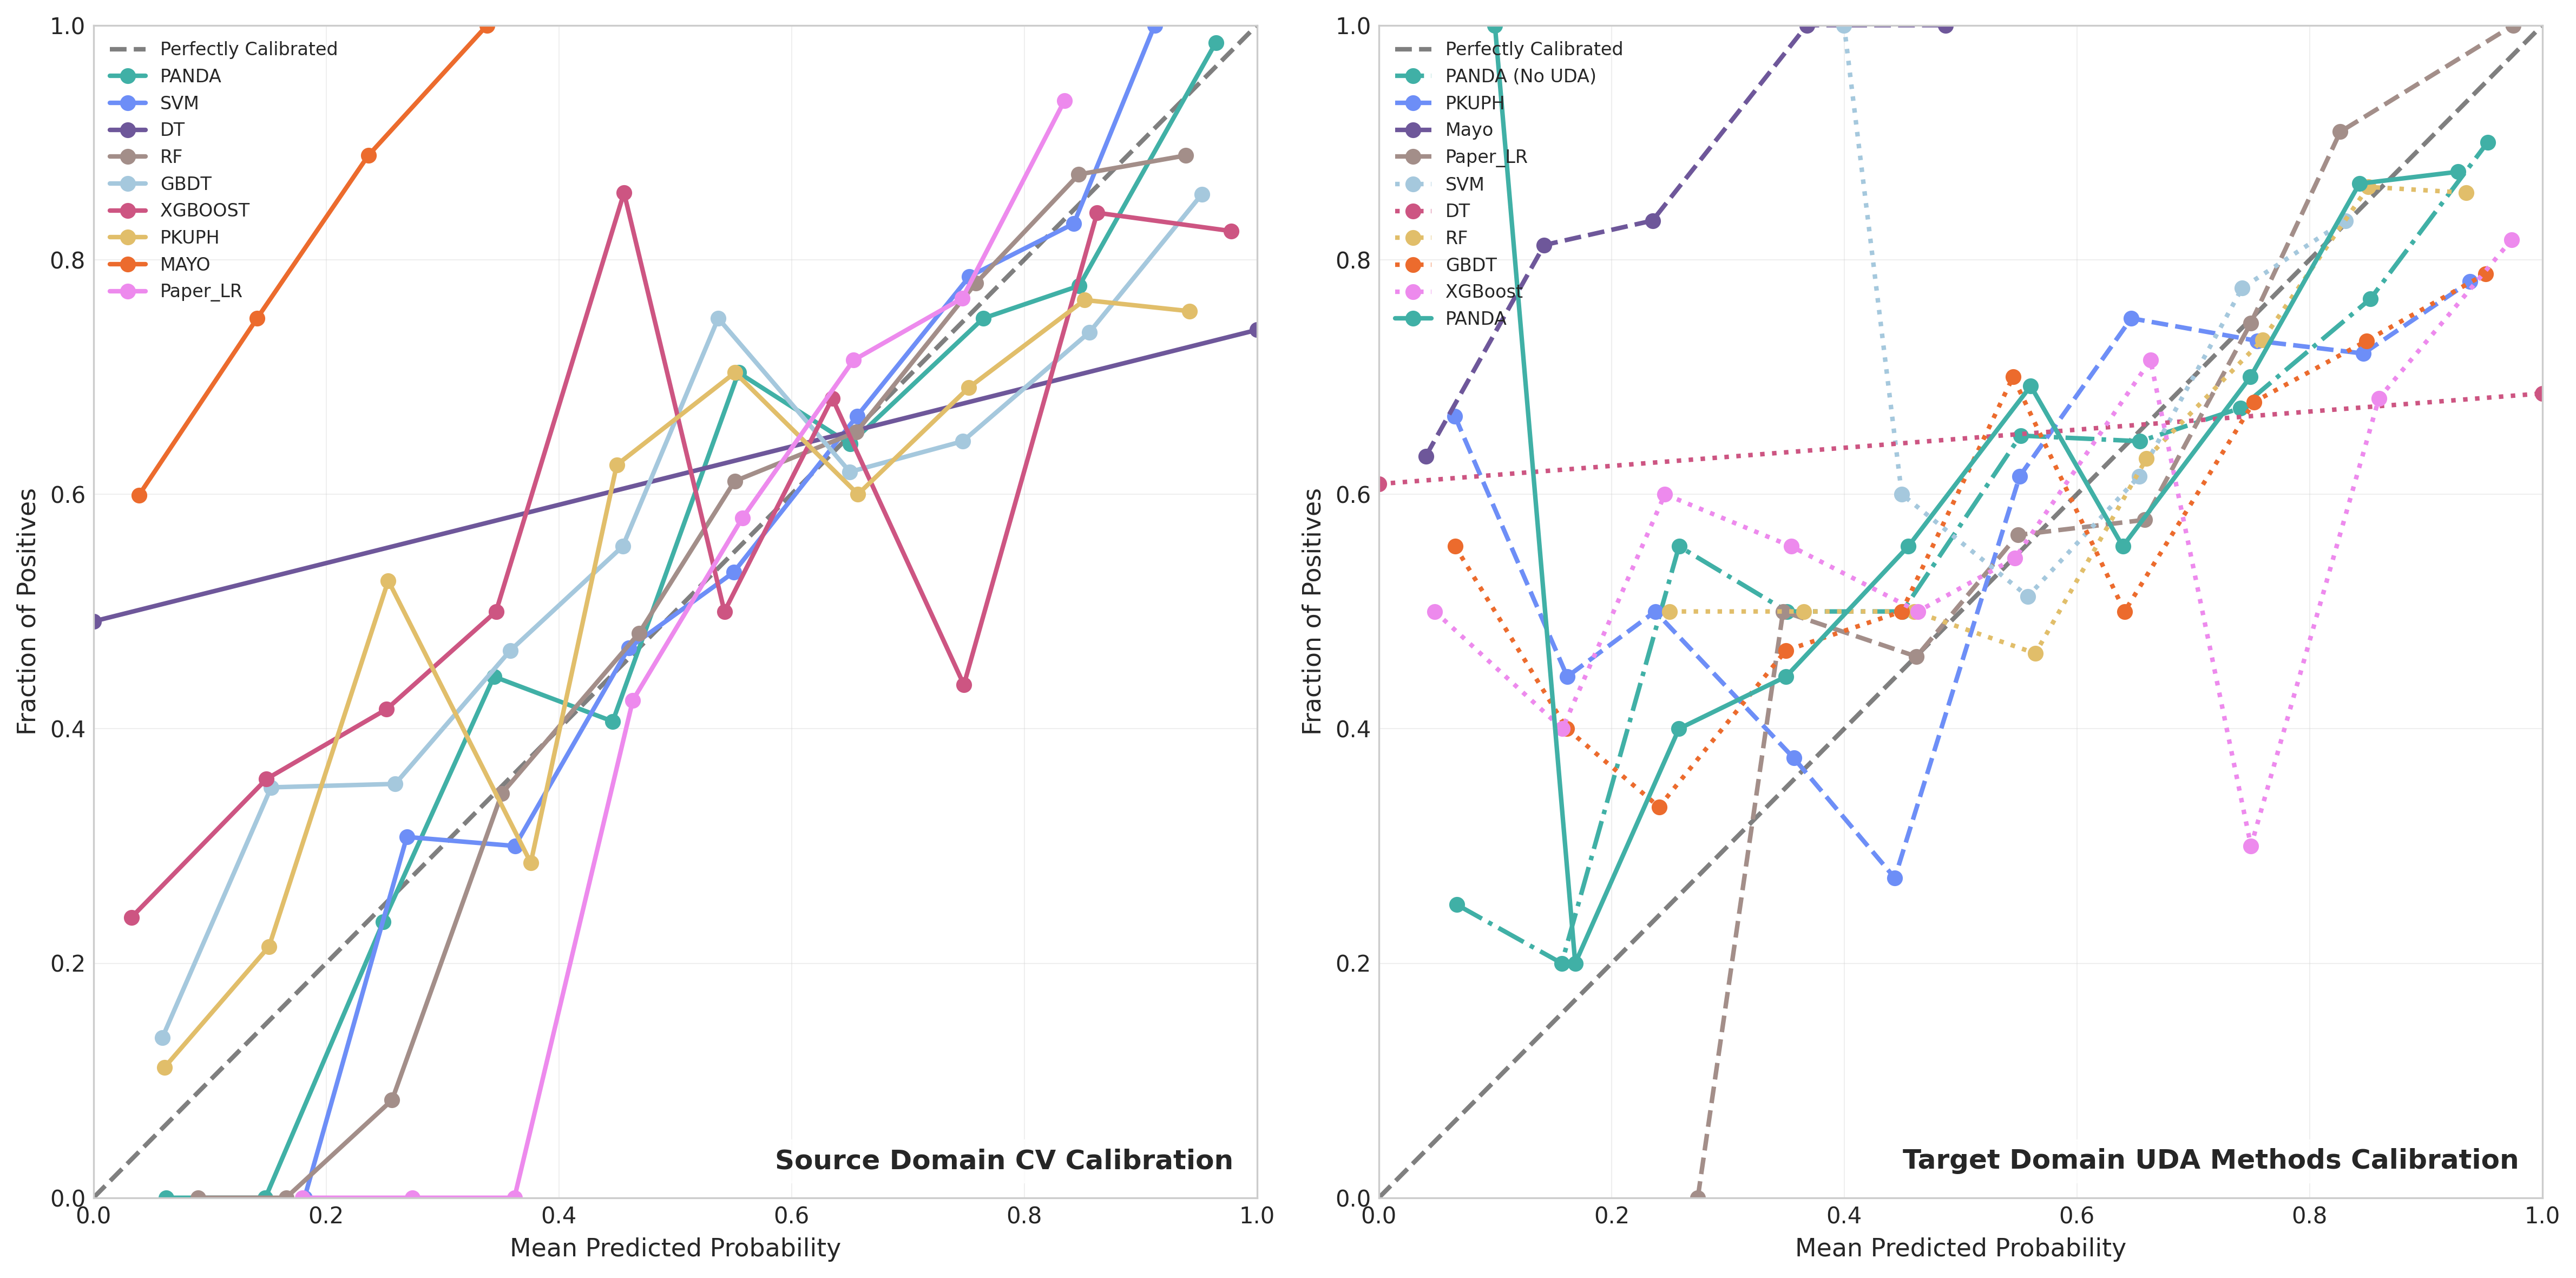 1.0
0.8
0.6
0.4
0.2
0.0
Fraction of Positives
Perfectly Calibrated
PANDA
SVM
DT
RF
GBDT
XGBOOST
PKUPH
MAYO
Paper_LR
Source Domain CV Calibration
0.0 0.2 0.4 0.6 0.8 1.0
Mean Predicted Probability
1.0
0.8
0.6
0.4
0.2
0.0
Fraction of Positives
Perfectly Calibrated
PANDA (No UDA)
PKUPH
Mayo
Paper_LR
SVM
DT
RF
GBDT
XGBoost
PANDA
Target Domain UDA Methods Calibration
0.0 0.2 0.4 0.6 0.8 1.0
Mean Predicted Probability